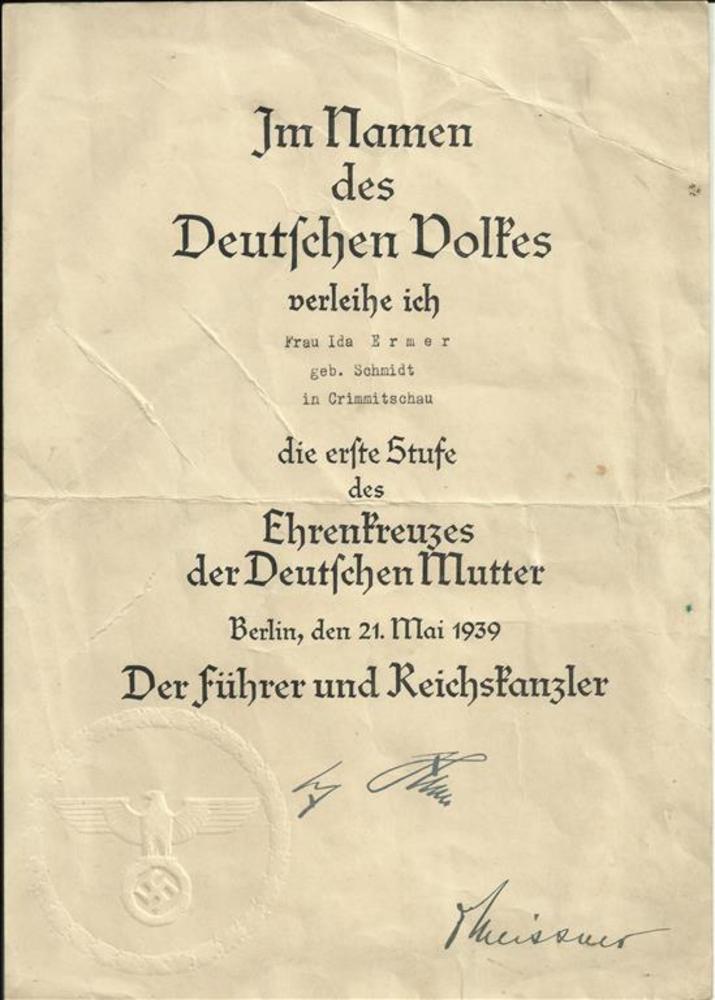 Im Namen
des
Deutschen Volkes
verleihe ich
Frau Ida Ermer
geb. Schmidt
in Crimmitschau
die erste Stufe
des
Ehrenkreuzes
der Deutschen Mutter
Berlin, den 21. Mai 1939
Der Führer und Reichskanzler
Meissner